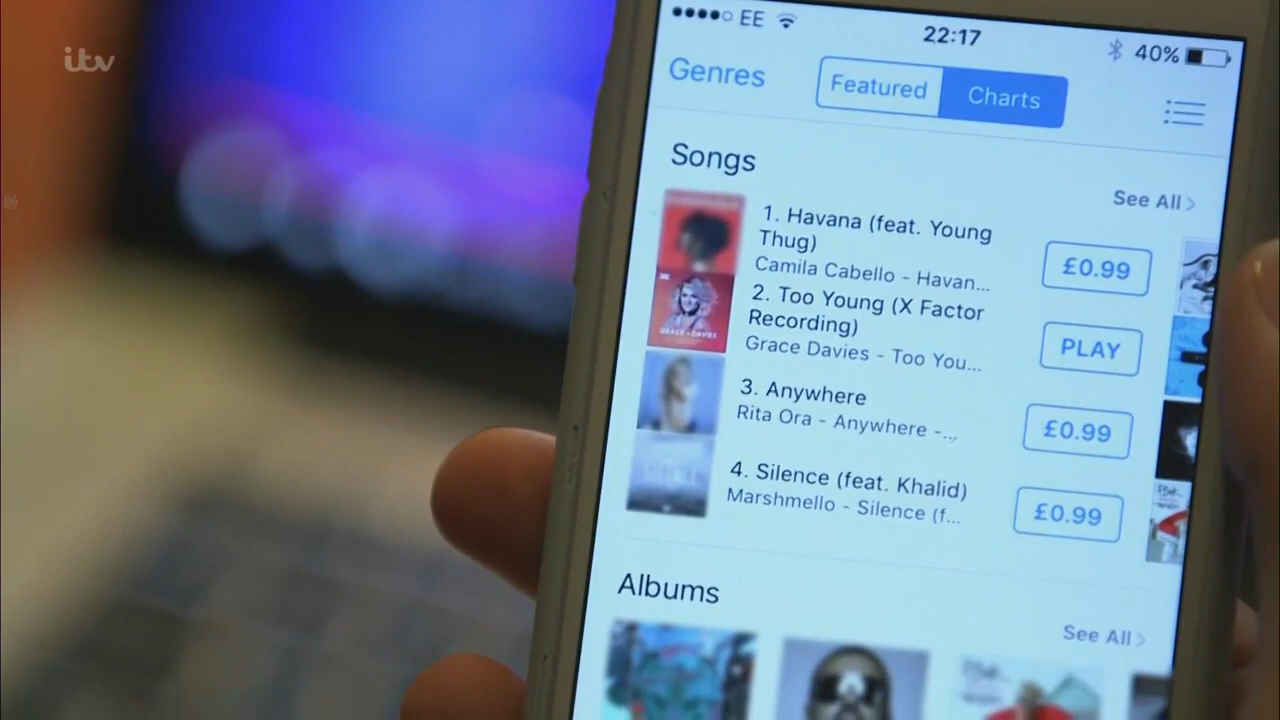 itv
EE
22:17
40%
Genres
Featured
Charts
Songs
See All >
1. Havana (feat. Young
Thug)
Camila Cabello - Havan...
£0.99
2. Too Young (X Factor
Recording)
Grace Davies - Too You...
PLAY
GRACE DAVIES
3. Anywhere
Rita Ora - Anywhere -...
£0.99
4. Silence (feat. Khalid)
Marshmello - Silence (f...
£0.99
Albums
See All >